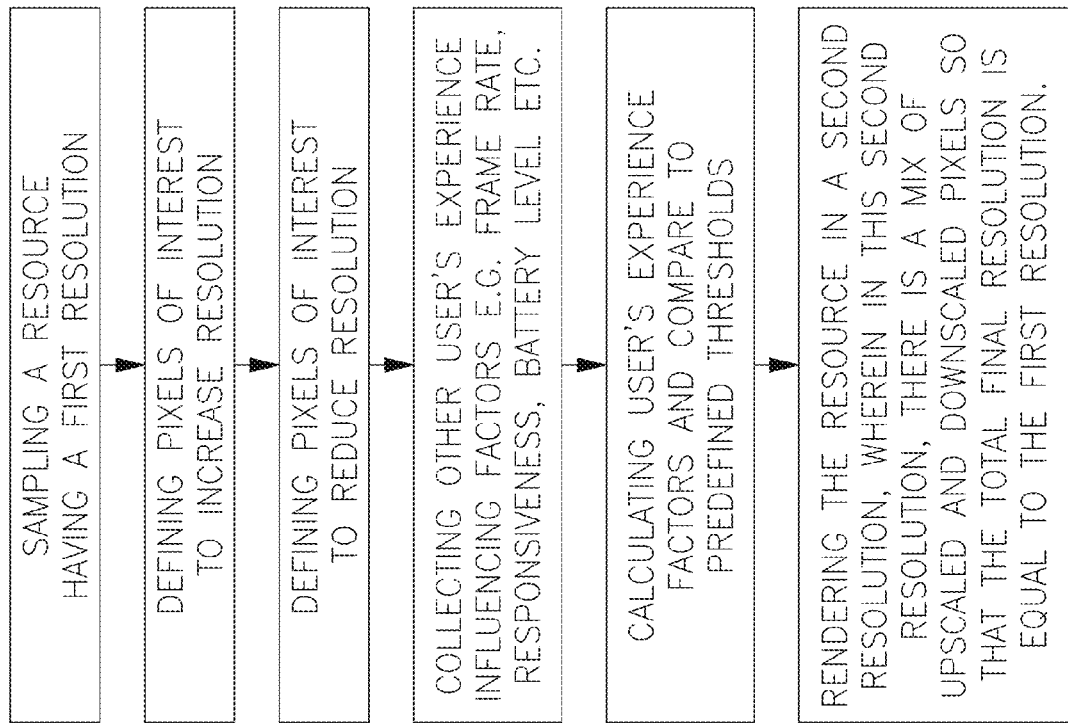 SAMPLING A RESOURCE
HAVING A FIRST RESOLUTION
DEFINING PIXELS OF INTEREST
TO INCREASE RESOLUTION
DEFINING PIXELS OF INTEREST
TO REDUCE RESOLUTION
COLLECTING OTHER USER'S EXPERIENCE
INFLUENCING FACTORS E.G. FRAME RATE,
RESPONSIVENESS, BATTERY LEVEL ETC.
CALCULATING USER'S EXPERIENCE
FACTORS AND COMPARE TO
PREDEFINED THRESHOLDS
RENDERING THE RESOURCE IN A SECOND
RESOLUTION, WHEREIN IN THIS SECOND
RESOLUTION, THERE IS A MIX OF
UPSCALED AND DOWNSCALED PIXELS SO
THAT THE TOTAL FINAL RESOLUTION IS
EQUAL TO THE FIRST RESOLUTION.